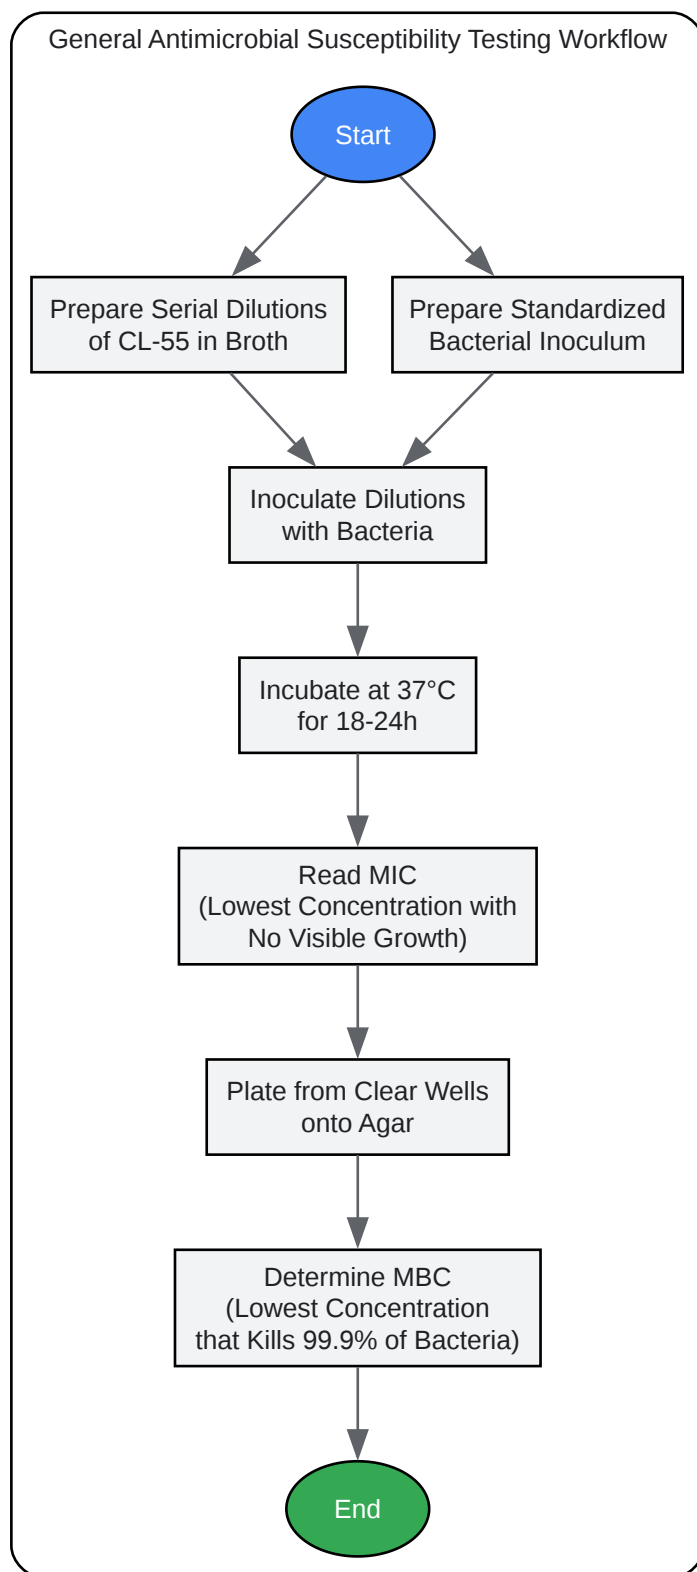 General Antimicrobial Susceptibility Testing Workflow
Start
Prepare Serial Dilutions
of CL-55 in Broth
Prepare Standardized
Bacterial Inoculum
Inoculate Dilutions
with Bacteria
Incubate at 37°C
for 18-24h
Read MIC
(Lowest Concentration with
No Visible Growth)
Plate from Clear Wells
onto Agar
Determine MBC
(Lowest Concentration
that Kills 99.9% of Bacteria)
End